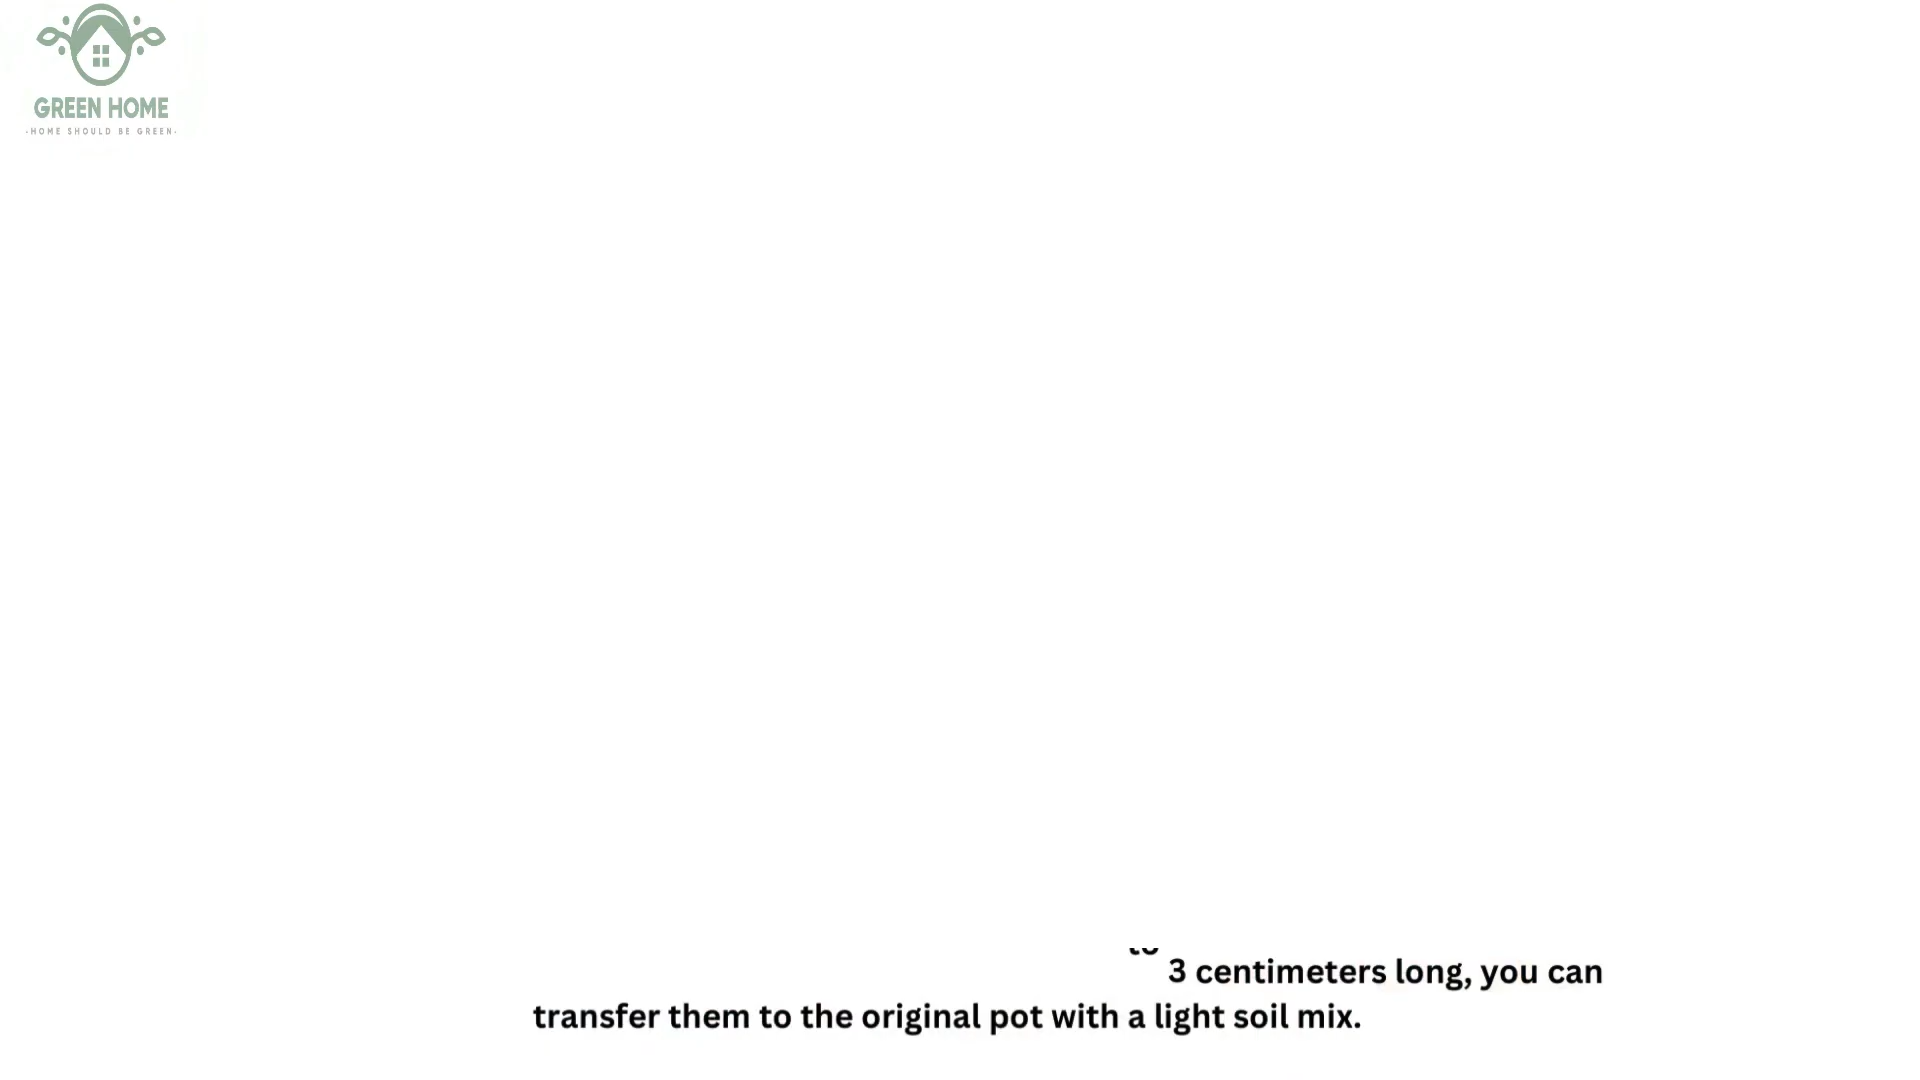 GREEN HOME
·HOME SHOULD BE GREEN·
to 3 centimeters long, you can
transfer them to the original pot with a light soil mix.